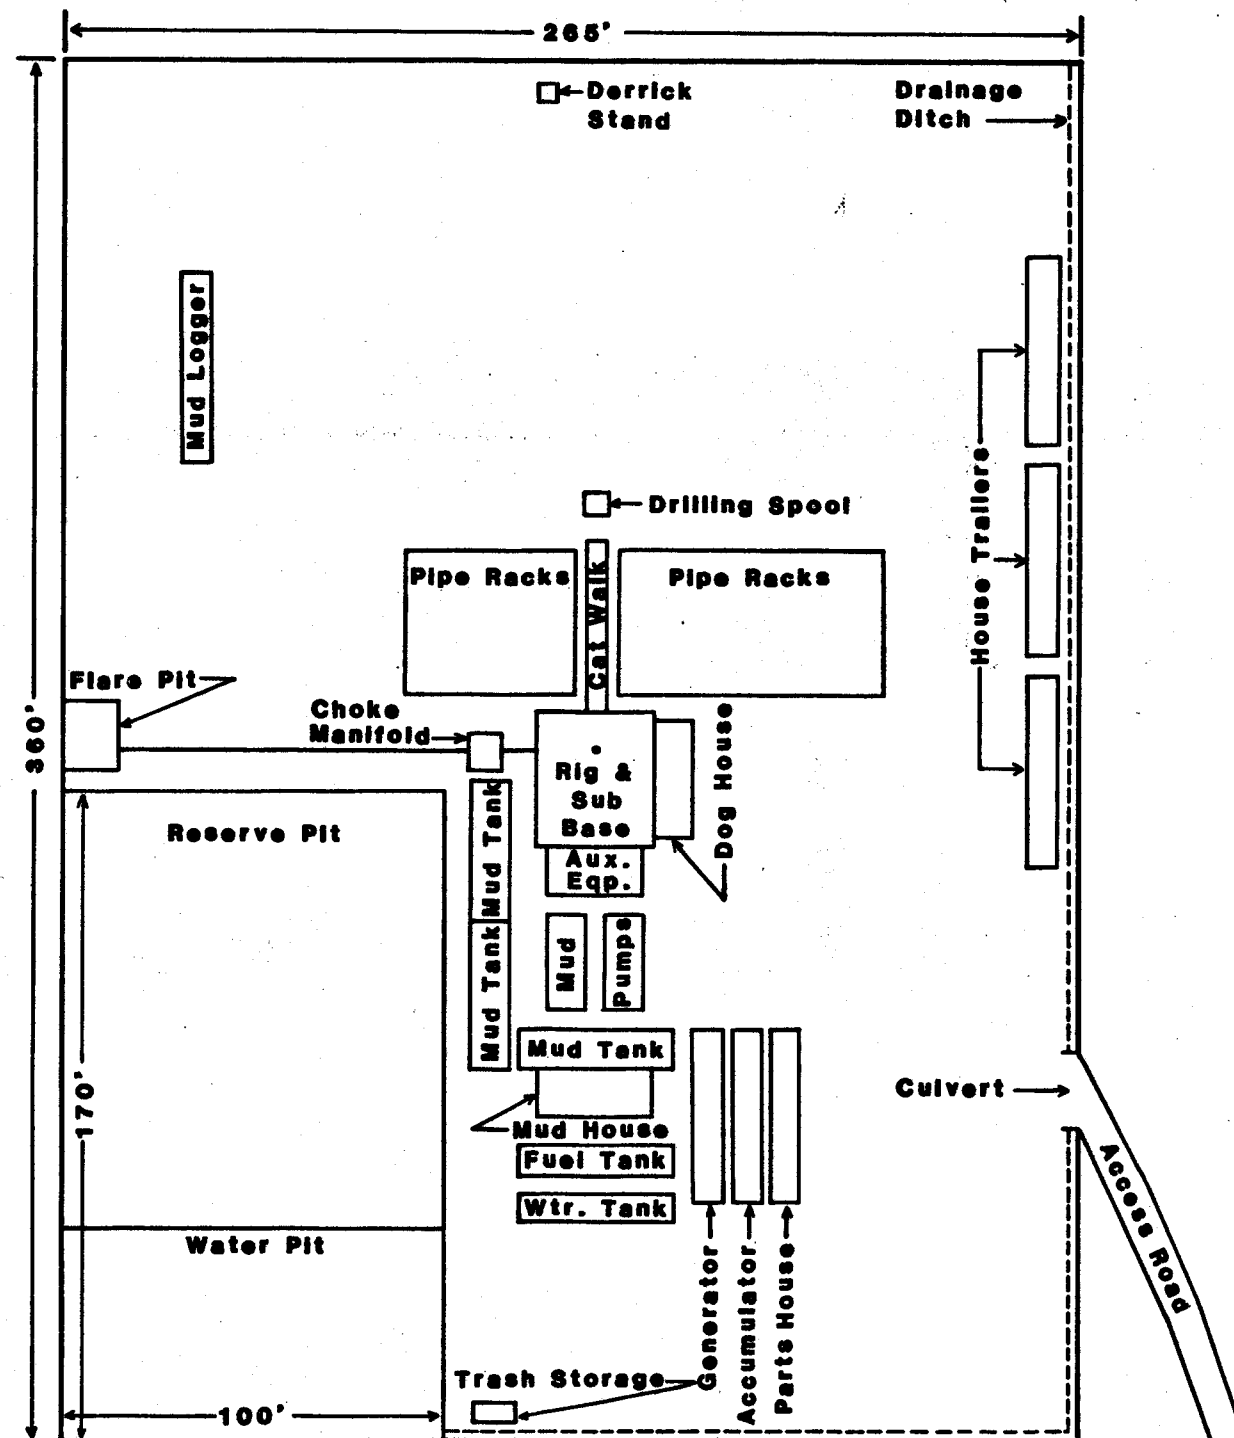 265'
Derrick
Stand
Drainage
Ditch
Mud Logger
House Trailers
Drilling Spool
Pipe Racks
Cat Walk
Pipe Racks
Flare Pit
Choke
Manifold
360'
Rig &
Sub
Base
Dog House
Reserve Pit
Mud Tank
Aux.
Eqp.
Mud Tank
Mud
Pumps
Mud Tank
170'
Culvert
Mud House
Fuel Tank
Wtr. Tank
Access Road
Water Pit
Generator
Accumulator
Parts House
Trash Storage
100'